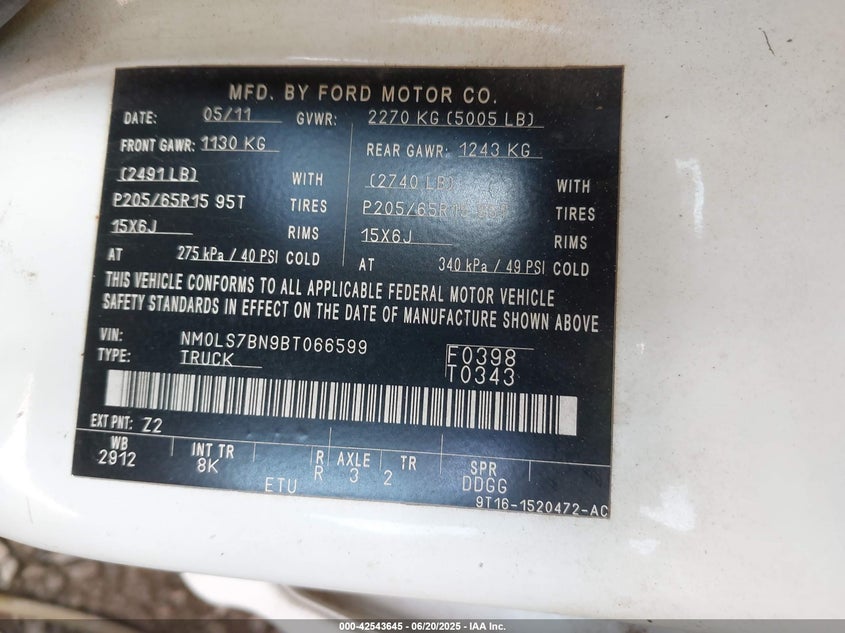 MFD. BY FORD MOTOR CO.
DATE: 05/11 GVWR: 2270 KG (5005 LB)
FRONT GAWR: 1130 KG REAR GAWR: 1243 KG
(2491 LB) WITH (2740 LB) WITH
P205/65R15 95T TIRES P205/65R15 95T TIRES
15X6J RIMS 15X6J RIMS
AT 275 kPa / 40 PSI COLD AT 340 kPa / 49 PSI COLD
THIS VEHICLE CONFORMS TO ALL APPLICABLE FEDERAL MOTOR VEHICLE
SAFETY STANDARDS IN EFFECT ON THE DATE OF MANUFACTURE SHOWN ABOVE
VIN: NM0LS7BN9BT066599 F0398
TYPE: TRUCK T0343
EXT PNT: Z2
WB INT TR R AXLE TR SPR
2912 8K R 3 2 DDGG
ETU
9T16-1520472-AC
000-42543645 - 06/20/2025 - IAA Inc.